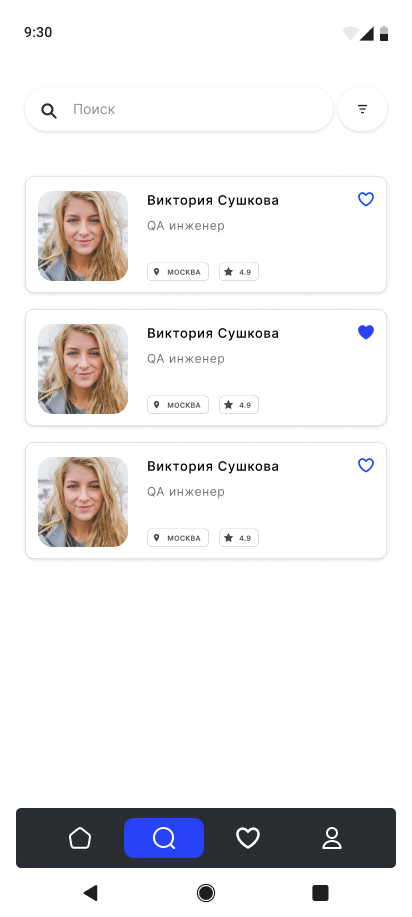 9:30
Поиск
Виктория Сушкова
QA инженер
МОСКВА 4.9
Виктория Сушкова
QA инженер
МОСКВА 4.9
Виктория Сушкова
QA инженер
МОСКВА 4.9